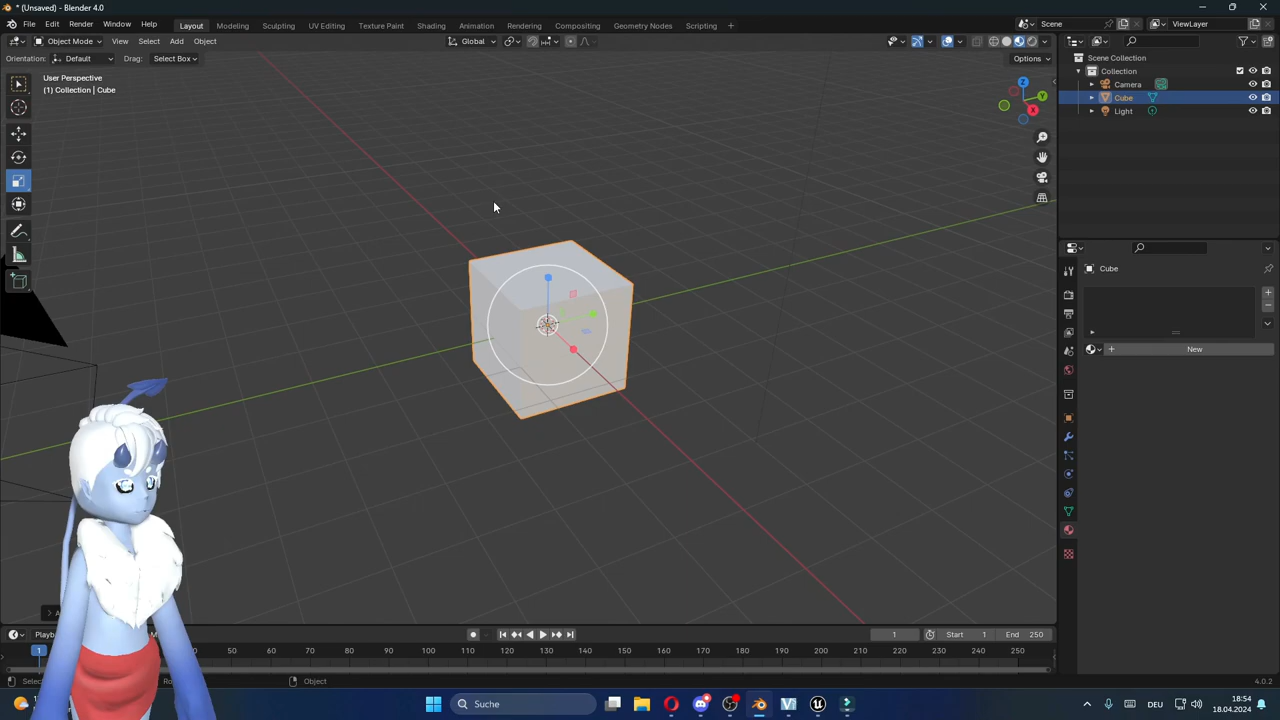 * (Unsaved) - Blender 4.0
File Edit Render Window Help Layout Modeling Sculpting UV Editing Texture Paint Shading Animation Rendering Compositing Geometry Nodes Scripting + Scene ViewLayer
Object Mode View Select Add Object Global
Orientation: Default Drag: Select Box Options
User Perspective
(1) Collection | Cube
Z
Y
X
Scene Collection
Collection
Camera
Cube
Light
Cube
+ New
1 Start 1 End 250
1 50 60 70 80 90 100 110 120 130 140 150 160 170 180 190 200 210 220 230 240 250
Object 4.0.2
Suche DEU 18:54
18.04.2024